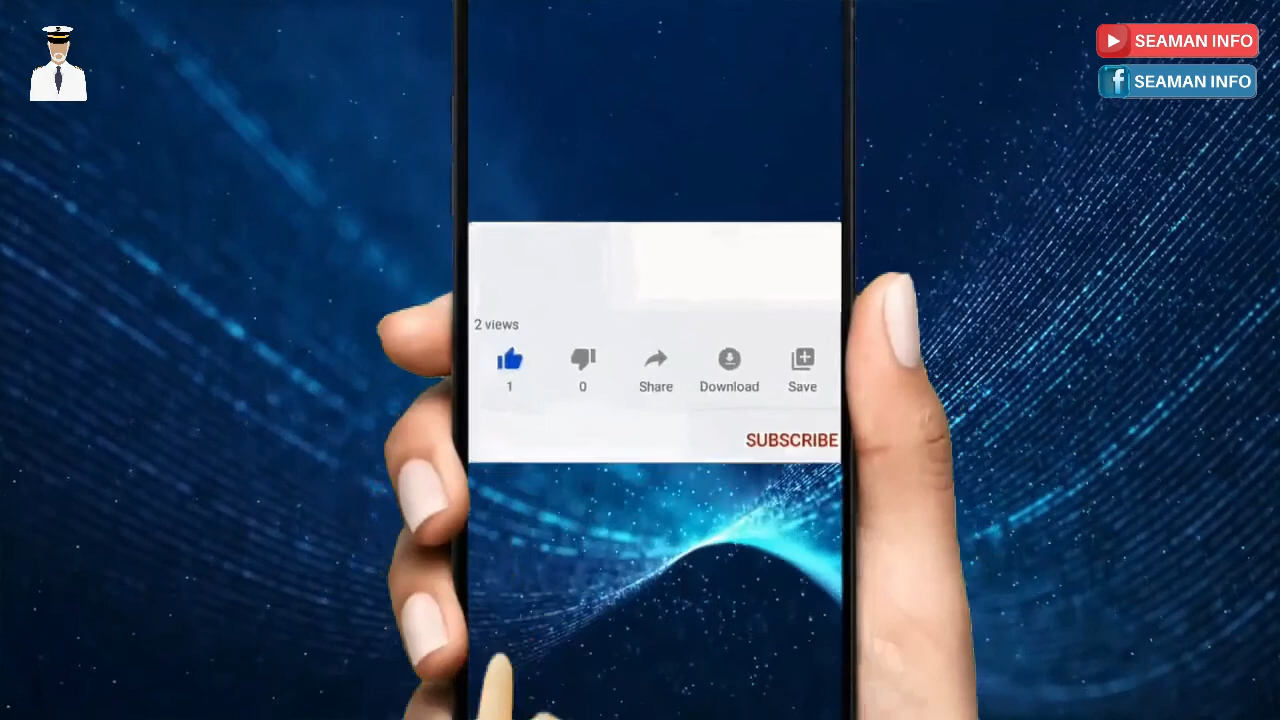 SEAMAN INFO
f SEAMAN INFO
2 views
1
0
Share
Download
Save
SUBSCRIBE